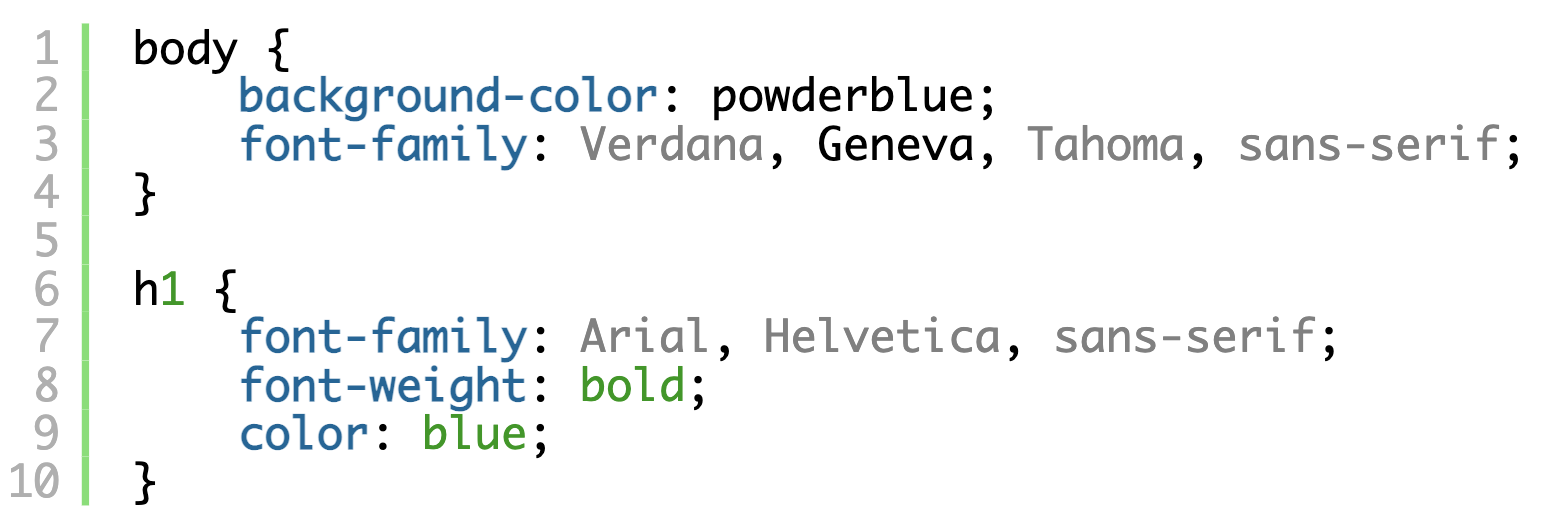 1 body {
2     background-color: powderblue;
3     font-family: Verdana, Geneva, Tahoma, sans-serif;
4 }
5
6 h1 {
7     font-family: Arial, Helvetica, sans-serif;
8     font-weight: bold;
9     color: blue;
10 }